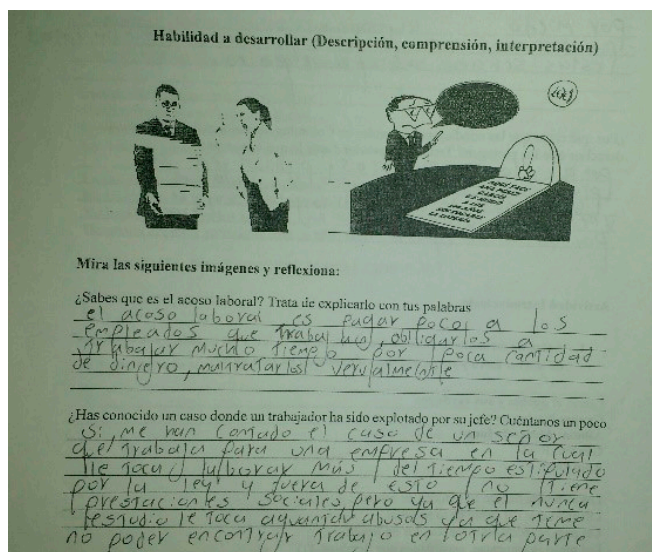 Habilidad a desarrollar (Descripción, comprensión, interpretación)
AQUÍ YACE
Mira las siguientes imágenes y reflexiona:
¿Sabes que es el acoso laboral? Trata de explicarlo con tus palabras
el acoso laboral es pagar poco a los
empleados que trabajan, obligarlos a
trabajar mucho tiempo por poca cantidad
de dinero, maltratarlos vervalmente
¿Has conocido un caso donde un trabajador ha sido explotado por su jefe? Cuéntanos un poco
Si, me han contado el caso de un señor
que trabaja para una empresa en la cual
le toca laborar más del tiempo estipulado
por la ley y fuera de esto no tiene
prestaciones sociales, pero ya que el nunca
estudio le toca aguantar abusos ya que teme
no poder encontrar trabajo en otra parte